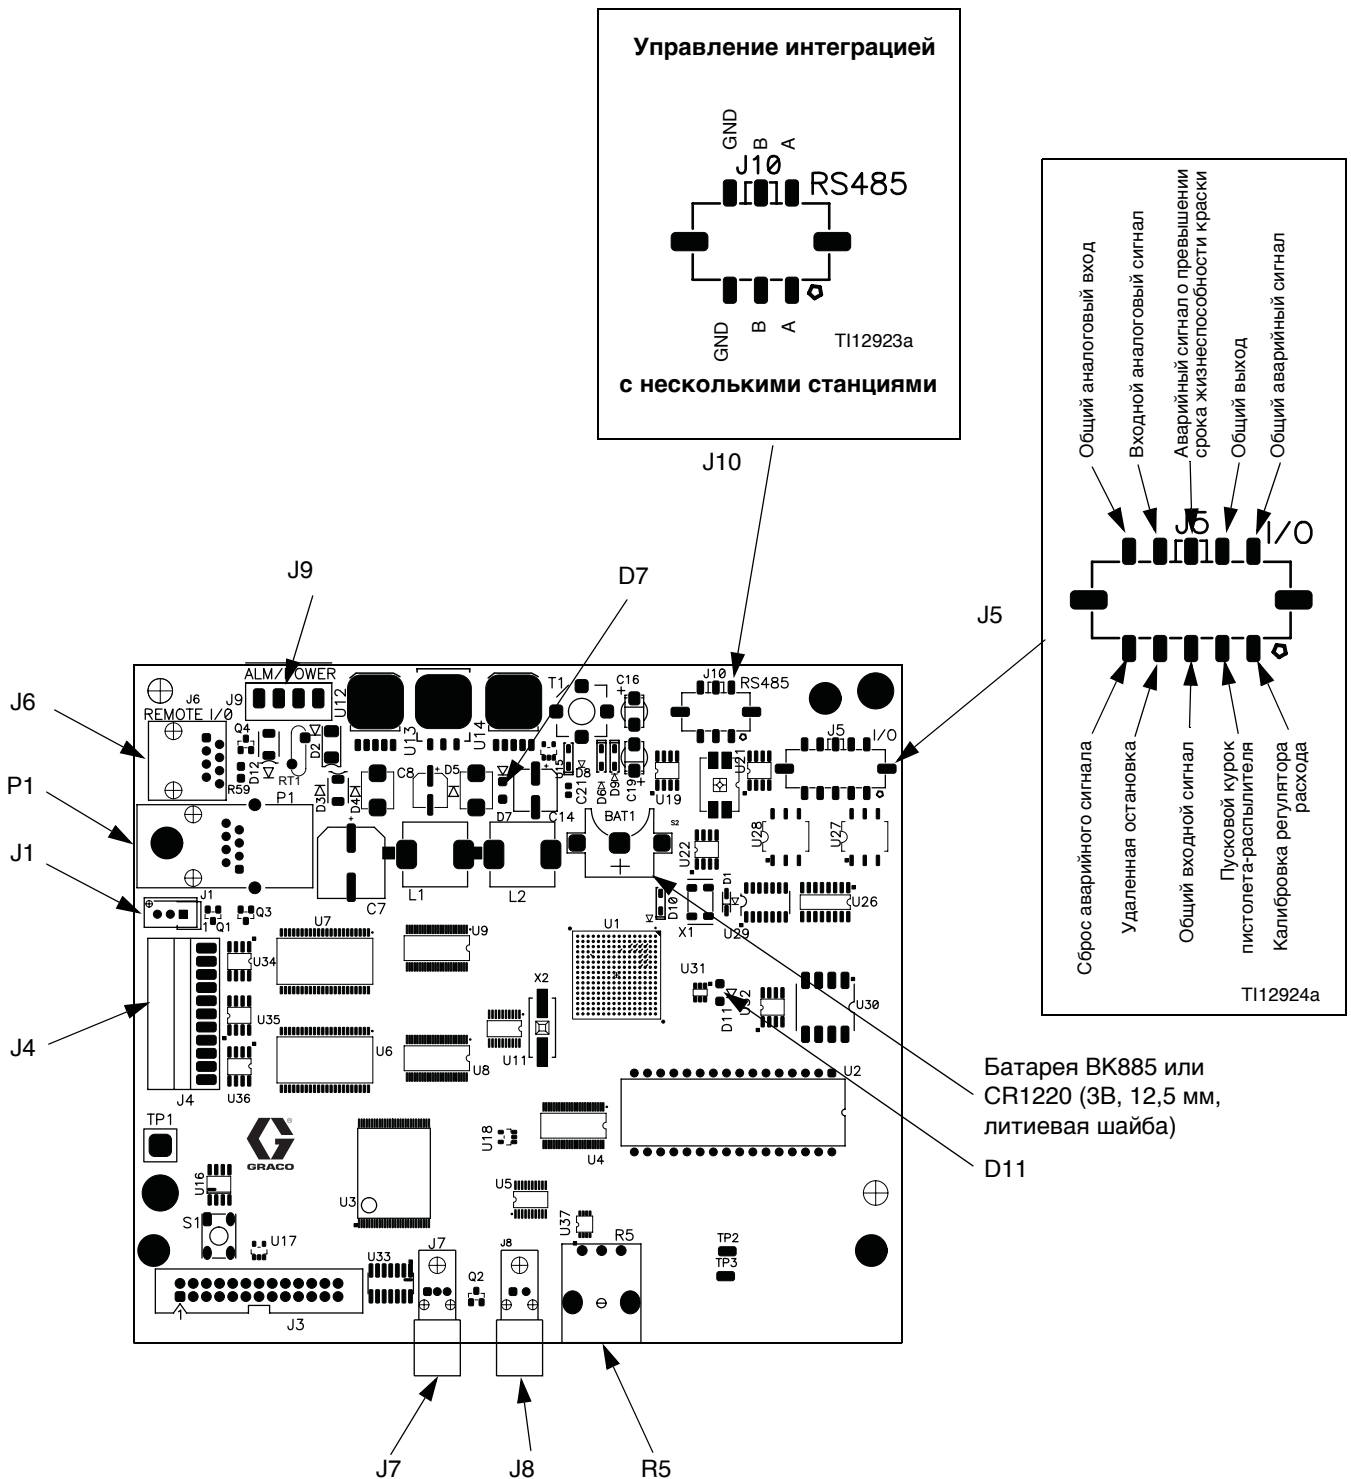 Управление интеграцией
GND
B
A
J10
RS485
GND
B
A
TI12923a
с несколькими станциями
J10
Общий аналоговый вход
Входной аналоговый сигнал
Аварийный сигнал о превышении
срока жизнеспособности краски
Общий выход
Общий аварийный сигнал
J5
I/O
Сброс аварийного сигнала
Удаленная остановка
Общий входной сигнал
Пусковой курок
пистолета-распылителя
Калибровка регулятора
расхода
TI12924a
J9
D7
J5
J6
P1
J1
J4
ALM/POWER
J6
J9
REMOTE I/0
U12
U13
U14
T1
C16
J10
RS485
J5
I/O
Q4
D12
RT1
D2
R59
P1
D3
D4
C8
D5
D7
C14
D15
D8
C21
D6
D9
C19
U19
U21
BAT1
S2
U22
U28
U27
J1
1
Q1
Q3
C7
L1
L2
D10
X1
D1
U29
U26
U7
U9
U1
U34
U35
U36
J4
U6
U8
U11
X2
U31
D11
U32
U30
U2
TP1
GRACO
U16
S1
U17
U3
U18
U4
U5
U37
R5
TP2
TP3
U33
J7
Q2
J8
1
J3
Батарея BK885 или
CR1220 (3В, 12,5 мм,
литиевая шайба)
D11
J7
J8
R5